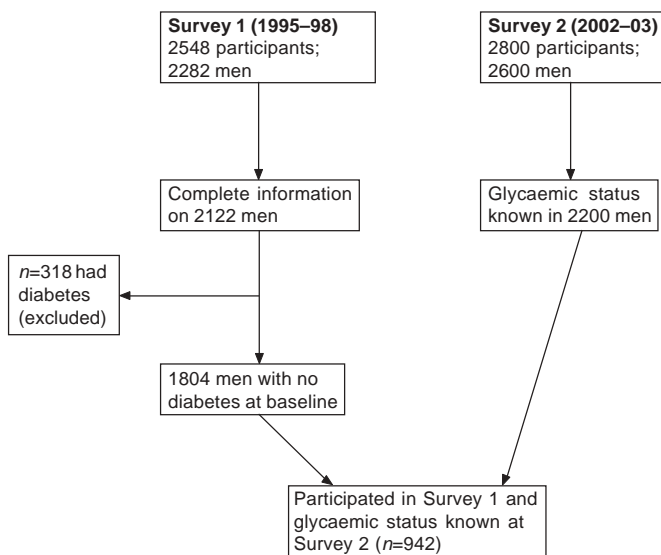 Survey 1 (1995–98)
2548 participants;
2282 men
Survey 2 (2002–03)
2800 participants;
2600 men
Complete information
on 2122 men
Glycaemic status
known in 2200 men
n=318 had
diabetes
(excluded)
1804 men with no
diabetes at baseline
Participated in Survey 1 and
glycaemic status known at
Survey 2 (n=942)